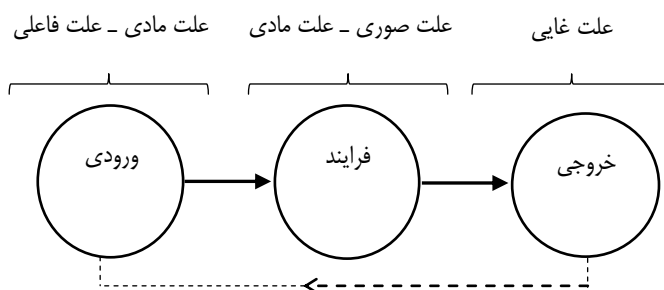 علت مادی ـ علت فاعلی
علت صوری ـ علت مادی
علت غایی
ورودی
فرایند
خروجی